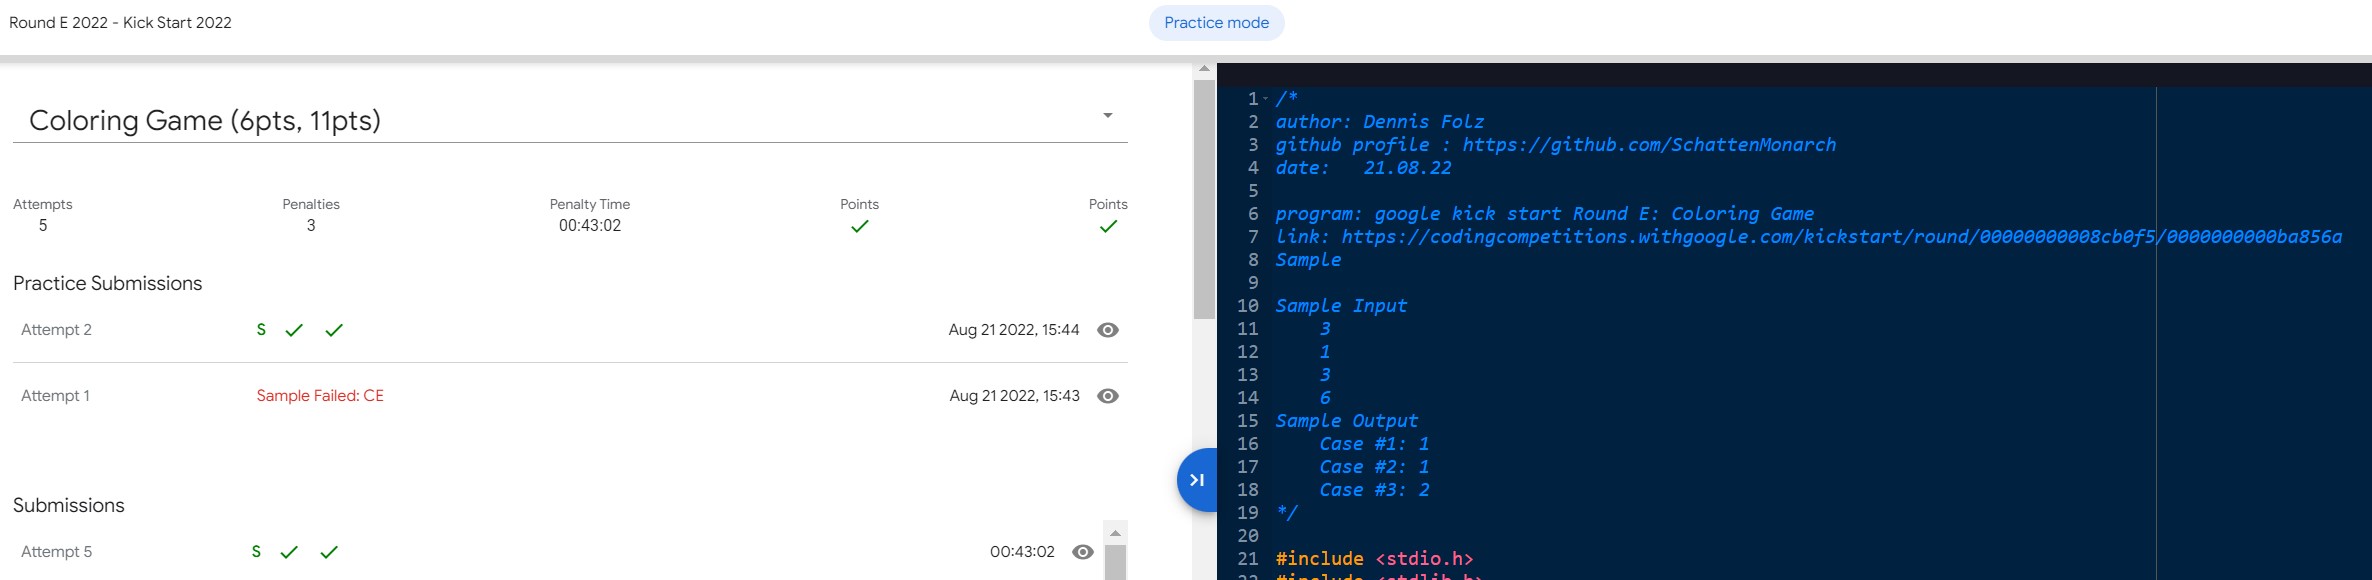 Round E 2022 - Kick Start 2022
Practice mode
Coloring Game (6pts, 11pts)
Attempts
5
Penalties
3
Penalty Time
00:43:02
Points
Points
Practice Submissions
Attempt 2
S
Aug 21 2022, 15:44
Attempt 1
Sample Failed: CE
Aug 21 2022, 15:43
Submissions
Attempt 5
S
00:43:02
1 /*
2 author: Dennis Folz
3 github profile : https://github.com/SchattenMonarch
4 date:   21.08.22
5
6 program: google kick start Round E: Coloring Game
7 link: https://codingcompetitions.withgoogle.com/kickstart/round/00000000008cb0f5/0000000000ba856a
8 Sample
9
10 Sample Input
11     3
12     1
13     3
14     6
15 Sample Output
16     Case #1: 1
17     Case #2: 1
18     Case #3: 2
19 */
20
21 #include <stdio.h>
22 #include <stdlib.h>